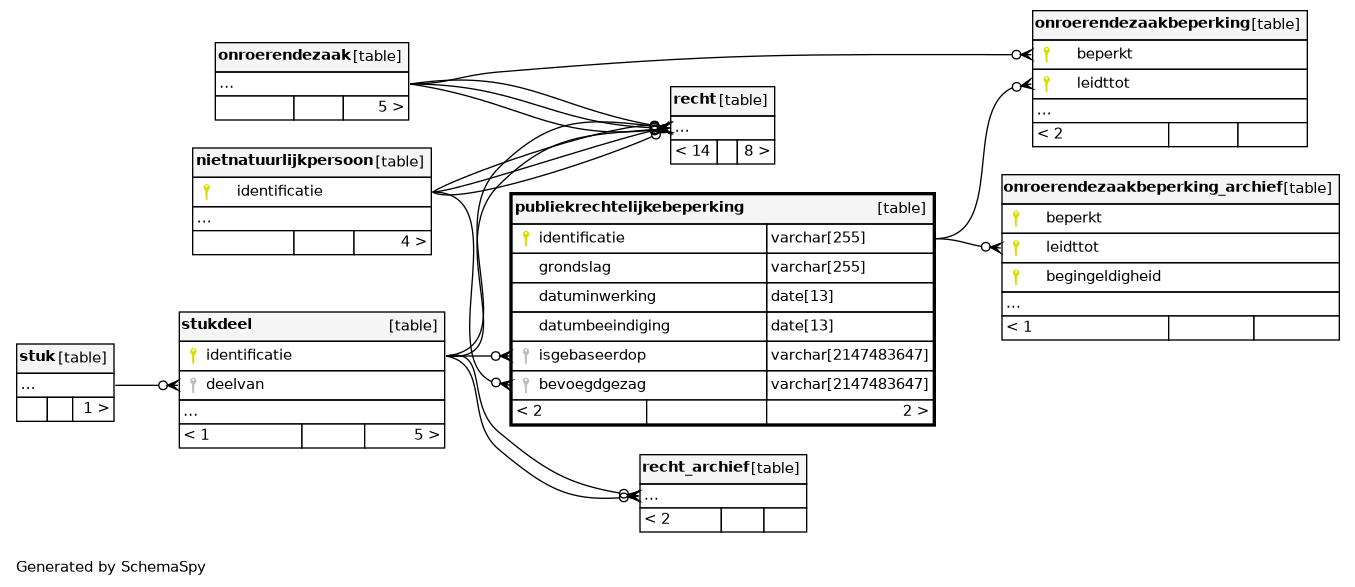 onroerendezaak [table]
...
5 >
nietnatuurlijkpersoon [table]
identificatie
...
4 >
stuk [table]
...
1 >
stukdeel [table]
identificatie
deelvan
...
< 1 5 >
recht [table]
...
< 14 8 >
publiekrechtelijkebeperking [table]
identificatie varchar[255]
grondslag varchar[255]
datuminwerking date[13]
datumbeeindiging date[13]
isgebaseerdop varchar[2147483647]
bevoegdgezag varchar[2147483647]
< 2 2 >
recht_archief [table]
...
< 2
onroerendezaakbeperking [table]
beperkt
leidttot
...
< 2
onroerendezaakbeperking_archief [table]
beperkt
leidttot
begingeldigheid
...
< 1
Generated by SchemaSpy